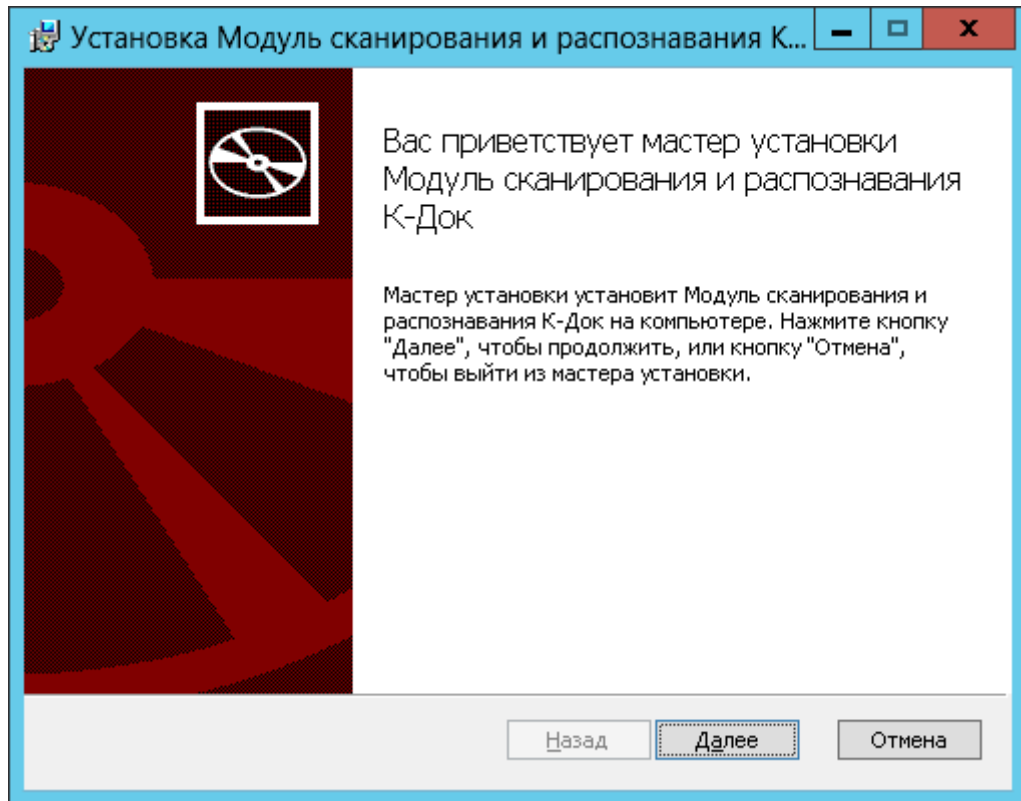 Установка Модуль сканирования и распознавания К...
Вас приветствует мастер установки
Модуль сканирования и распознавания
К-Док
Мастер установки установит Модуль сканирования и
распознавания К-Док на компьютере. Нажмите кнопку
"Далее", чтобы продолжить, или кнопку "Отмена",
чтобы выйти из мастера установки.
Назад
Далее
Отмена